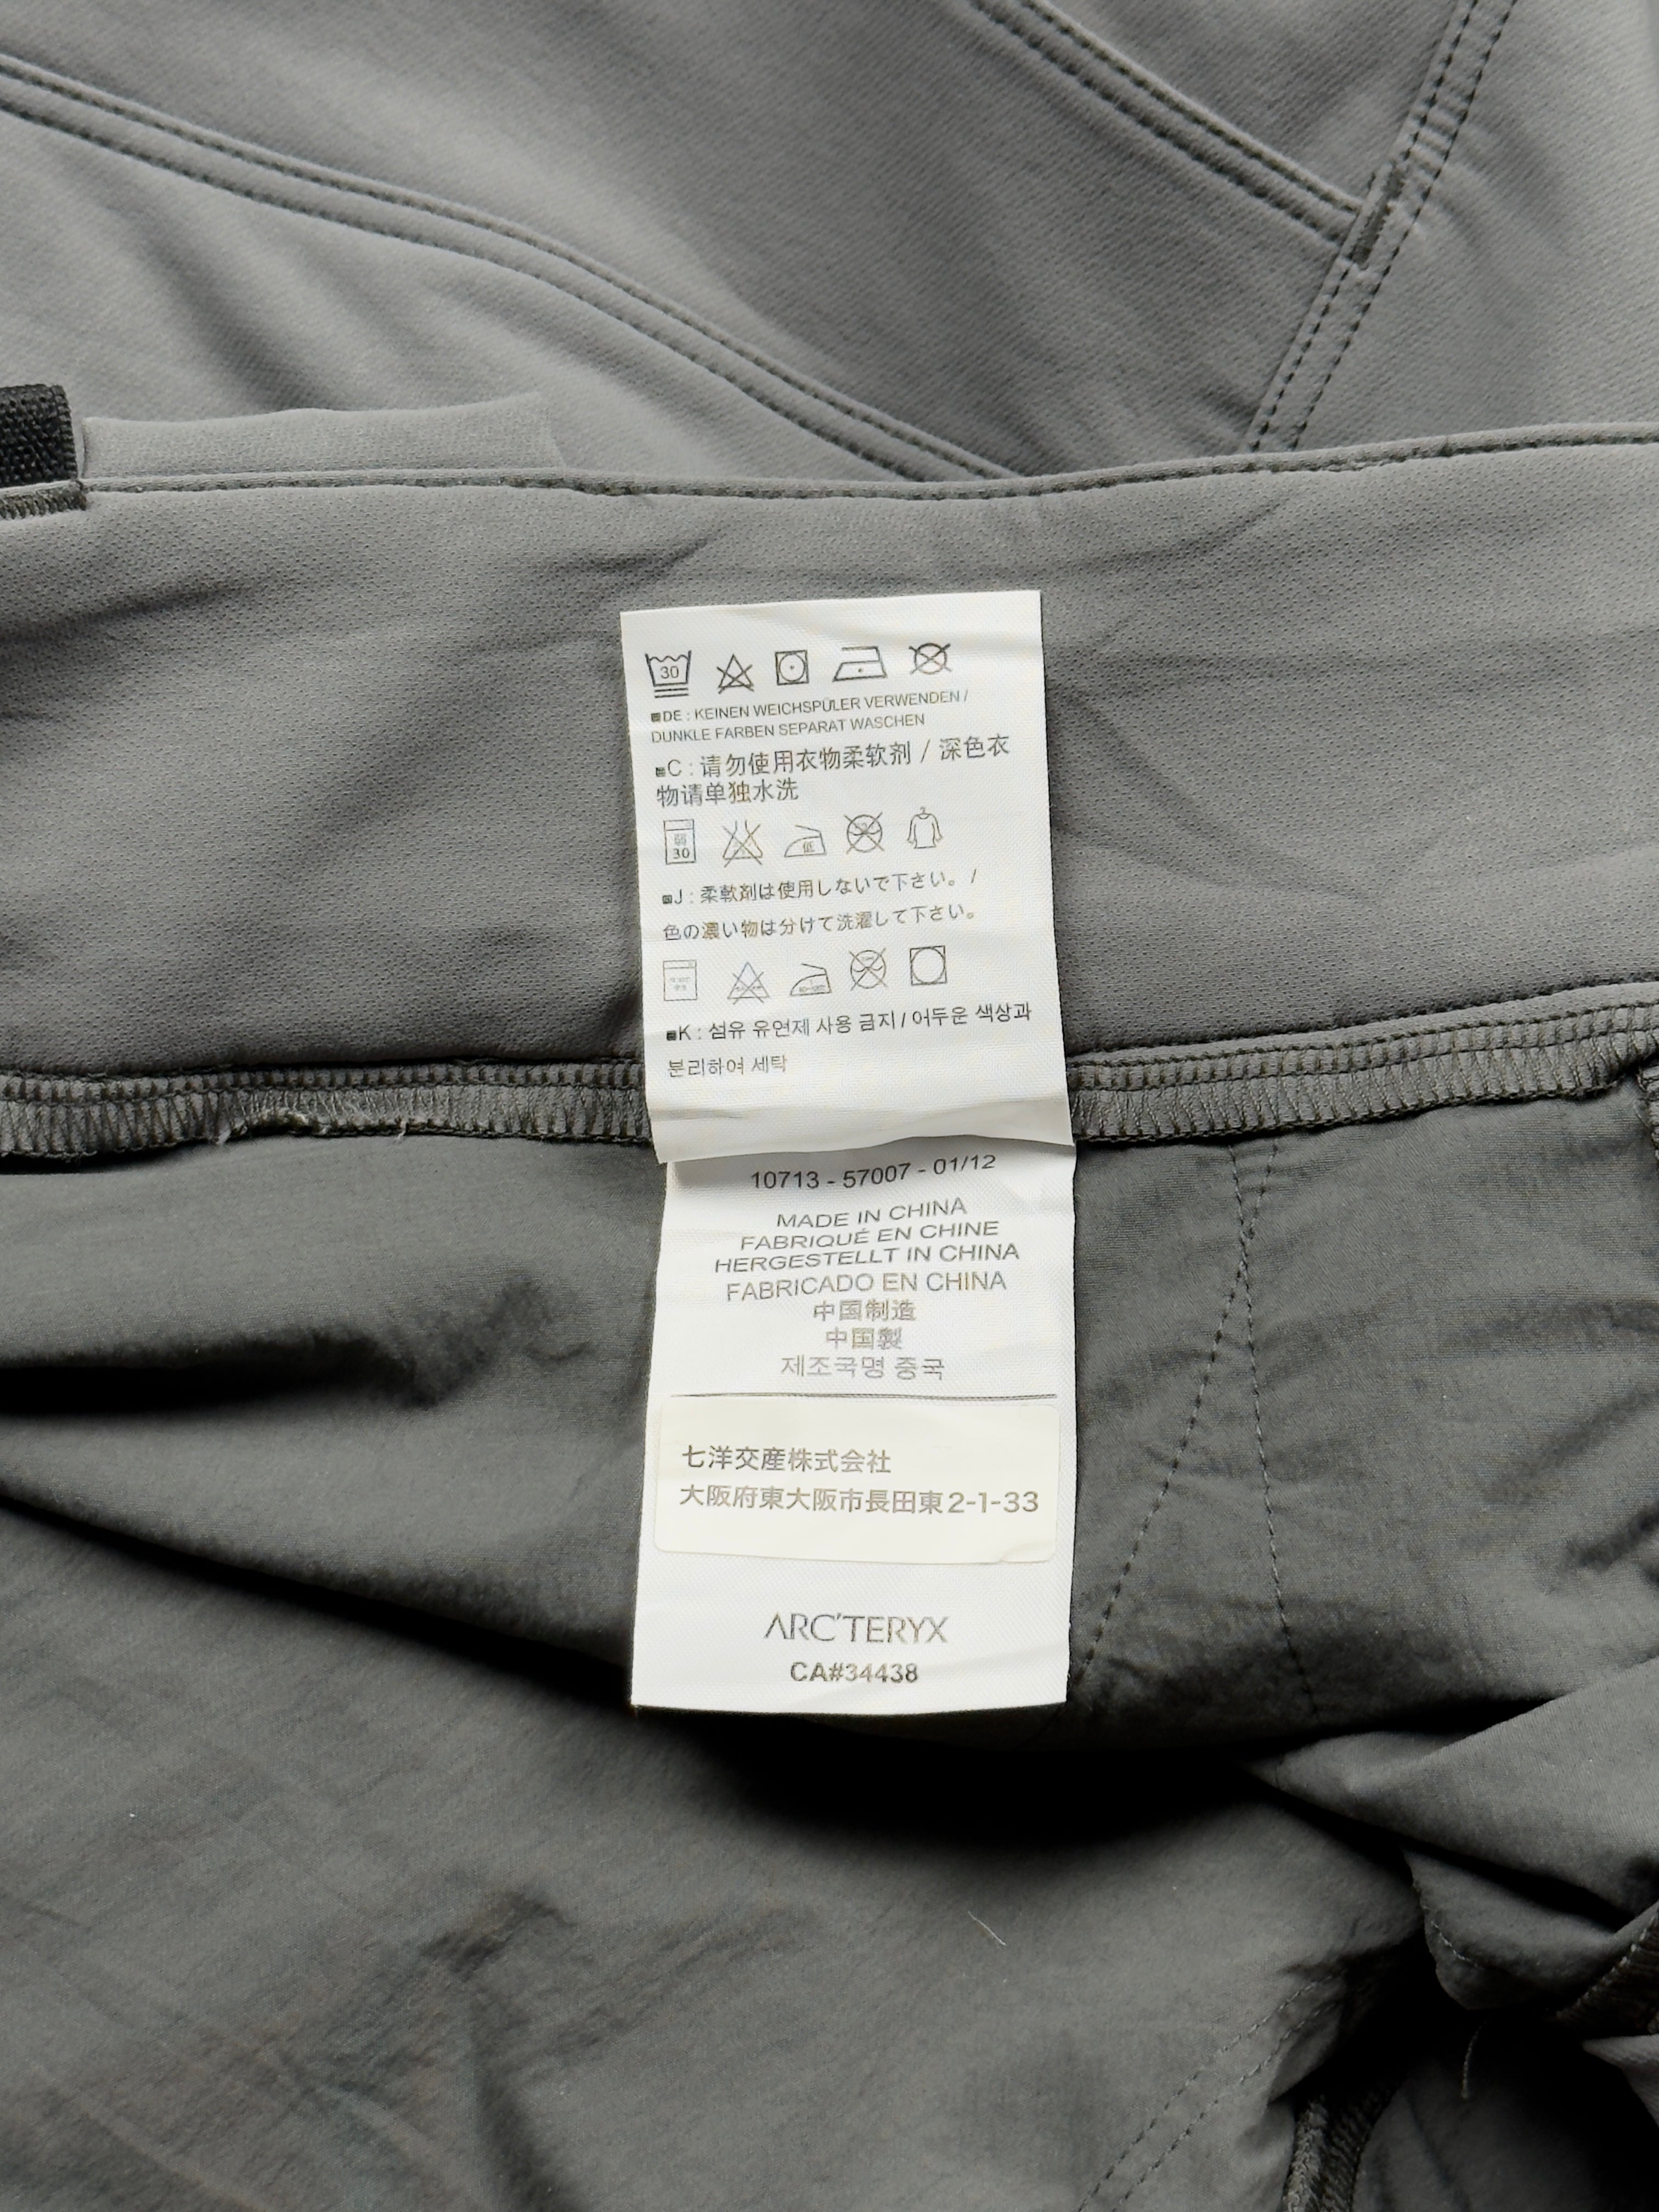 30
DE : KEINEN WEICHSPÜLER VERWENDEN /
DUNKLE FARBEN SEPARAT WASCHEN
C : 请勿使用衣物柔软剂 / 深色衣
物请单独水洗
弱 30 低
J : 柔軟剤は使用しないで下さい。 /
色の濃い物は分けて洗濯して下さい。
K : 섬유 유연제 사용 금지 / 어두운 색상과
분리하여 세탁
10713 - 57007 - 01/12
MADE IN CHINA
FABRIQUÉ EN CHINE
HERGESTELLT IN CHINA
FABRICADO EN CHINA
中国制造
中国製
제조국명 중국
七洋交産株式会社
大阪府東大阪市長田東2-1-33
ARC'TERYX
CA#34438